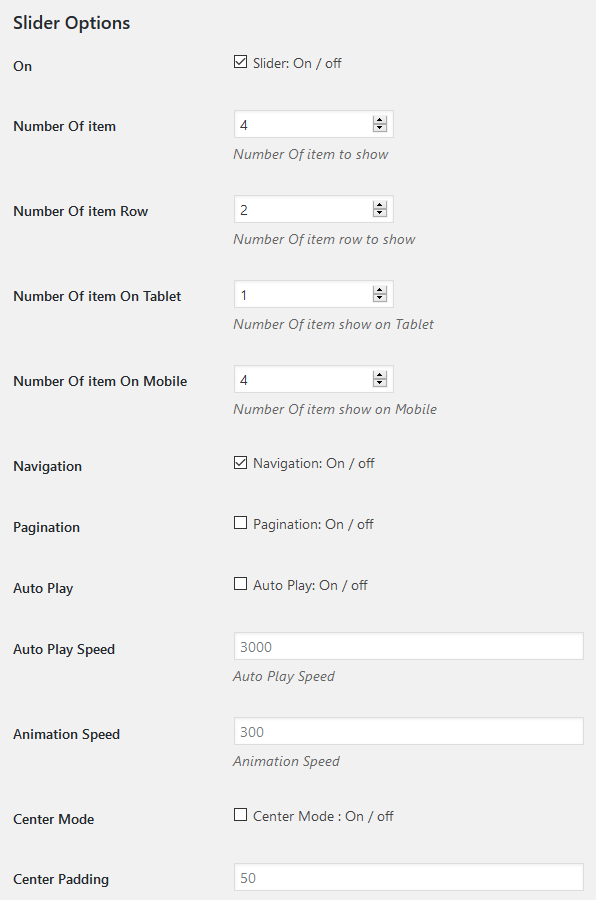 Slider Options
On
Slider: On / off
Number Of item
4
Number Of item to show
Number Of item Row
2
Number Of item row to show
Number Of item On Tablet
1
Number Of item show on Tablet
Number Of item On Mobile
4
Number Of item show on Mobile
Navigation
Navigation: On / off
Pagination
Pagination: On / off
Auto Play
Auto Play: On / off
Auto Play Speed
3000
Auto Play Speed
Animation Speed
300
Animation Speed
Center Mode
Center Mode : On / off
Center Padding
50